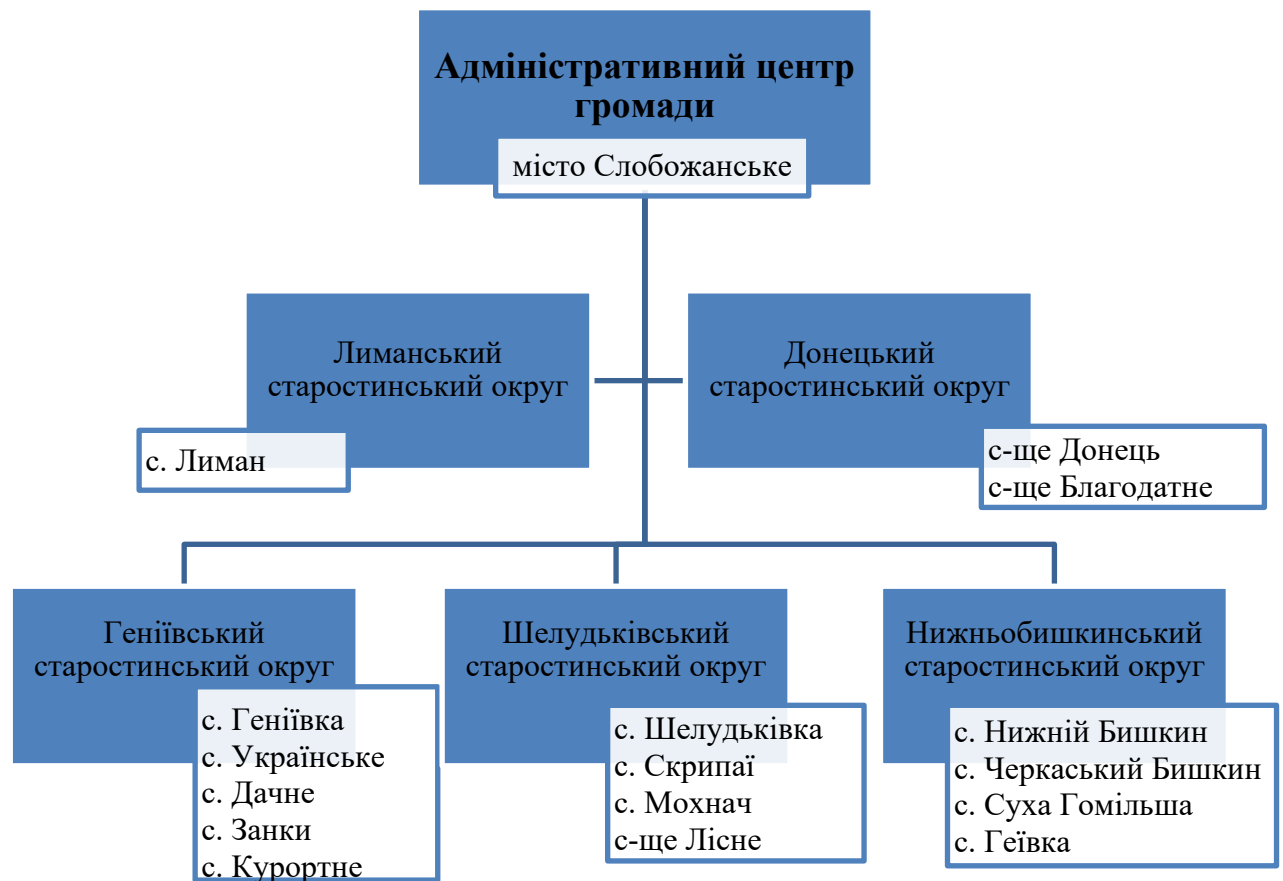 Адміністративний центр
громади
місто Слобожанське
Лиманський
старостинський округ
с. Лиман
Донецький
старостинський округ
с-ще Донець
с-ще Благодатне
Геніївський
старостинський округ
с. Геніївка
с. Українське
с. Дачне
с. Занки
с. Курортне
Шелудьківський
старостинський округ
с. Шелудьківка
с. Скрипаї
с. Мохнач
с-ще Лісне
Нижньобишкинський
старостинський округ
с. Нижній Бишкин
с. Черкаський Бишкин
с. Суха Гомільша
с. Геївка